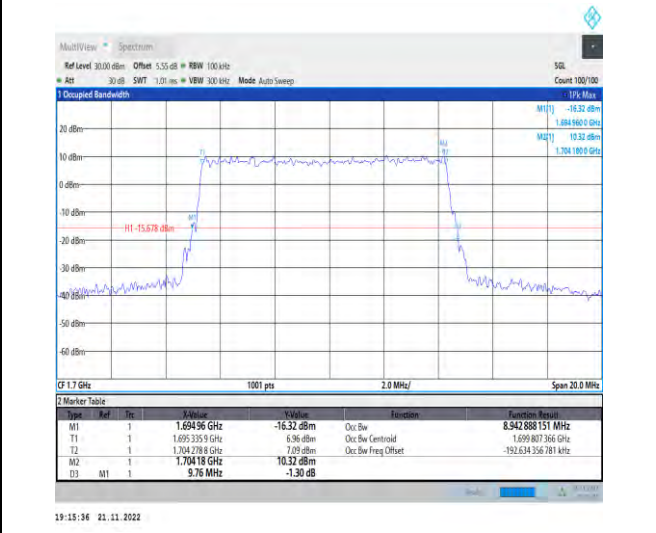 MultiView Spectrum
Ref Level 30.00 dBm Offset 5.55 dB RBW 100 kHz SGL
Att 30 dB SWT 1.01 ms VBW 300 kHz Mode Auto Sweep Count 100/100
1 Occupied Bandwidth 1Pk Max
M1[1] -16.32 dBm
1.694 960 0 GHz
20 dBm M2[1] 10.32 dBm
1.704 180 0 GHz
M2
10 dBm T1 T2
0 dBm
-10 dBm
M1
H1 -15.678 dBm
-20 dBm
-30 dBm
-40 dBm
-50 dBm
-60 dBm
CF 1.7 GHz 1001 pts 2.0 MHz/ Span 20.0 MHz
2 Marker Table
Type Ref Trc X-Value Y-Value Function Function Result
M1 1 1.694 96 GHz -16.32 dBm Occ Bw 8.942 888 151 MHz
T1 1 1.695 335 9 GHz 6.96 dBm Occ Bw Centroid 1.699 807 366 GHz
T2 1 1.704 278 8 GHz 7.09 dBm Occ Bw Freq Offset -192.634 356 781 kHz
M2 1 1.704 18 GHz 10.32 dBm
D3 M1 1 9.76 MHz -1.30 dB
19:15:36 21.11.2022